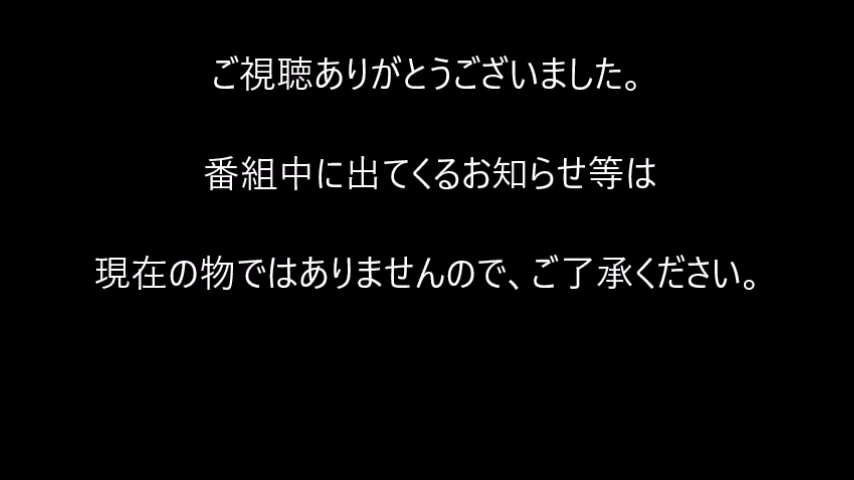 ご視聴ありがとうございました。
番組中に出てくるお知らせ等は
現在の物ではありませんので、ご了承ください。